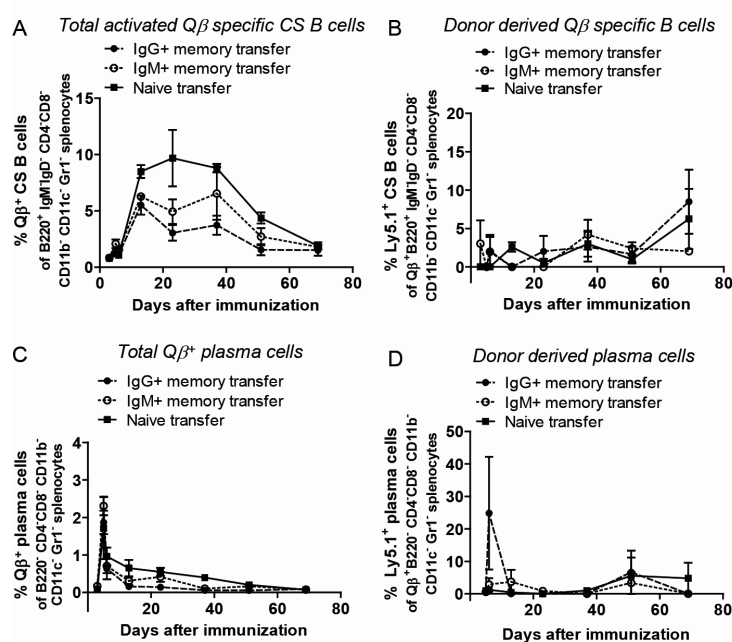 A
Total activated Qβ specific CS B cells
IgG+ memory transfer
IgM+ memory transfer
Naive transfer
% Qβ+ CS B cells
of B220+ IgM-IgD- CD4-CD8-
CD11b- CD11c- Gr1- splenocytes
15
10
5
0
0 20 40 60 80
Days after immunization
B
Donor derived Qβ specific B cells
IgG+ memory transfer
IgM+ memory transfer
Naive transfer
% Ly5.1+ CS B cells
of Qβ+B220+ IgM-IgD- CD4-CD8-
CD11b- CD11c- Gr1- splenocytes
20
15
10
5
0
20 40 60 80
Days after immunization
C
Total Qβ+ plasma cells
IgG+ memory transfer
IgM+ memory transfer
Naive transfer
% Qβ+ plasma cells
of B220- CD4-CD8- CD11b-
CD11c- Gr1- splenocytes
4
3
2
1
0
0 20 40 60 80
Days after immunization
D
Donor derived plasma cells
IgG+ memory transfer
IgM+ memory transfer
Naive transfer
% Ly5.1+ plasma cells
of Qβ+B220- CD4-CD8- CD11b-
CD11c- Gr1- splenocytes
50
40
30
20
10
0
0 20 40 60 80
Days after immunization